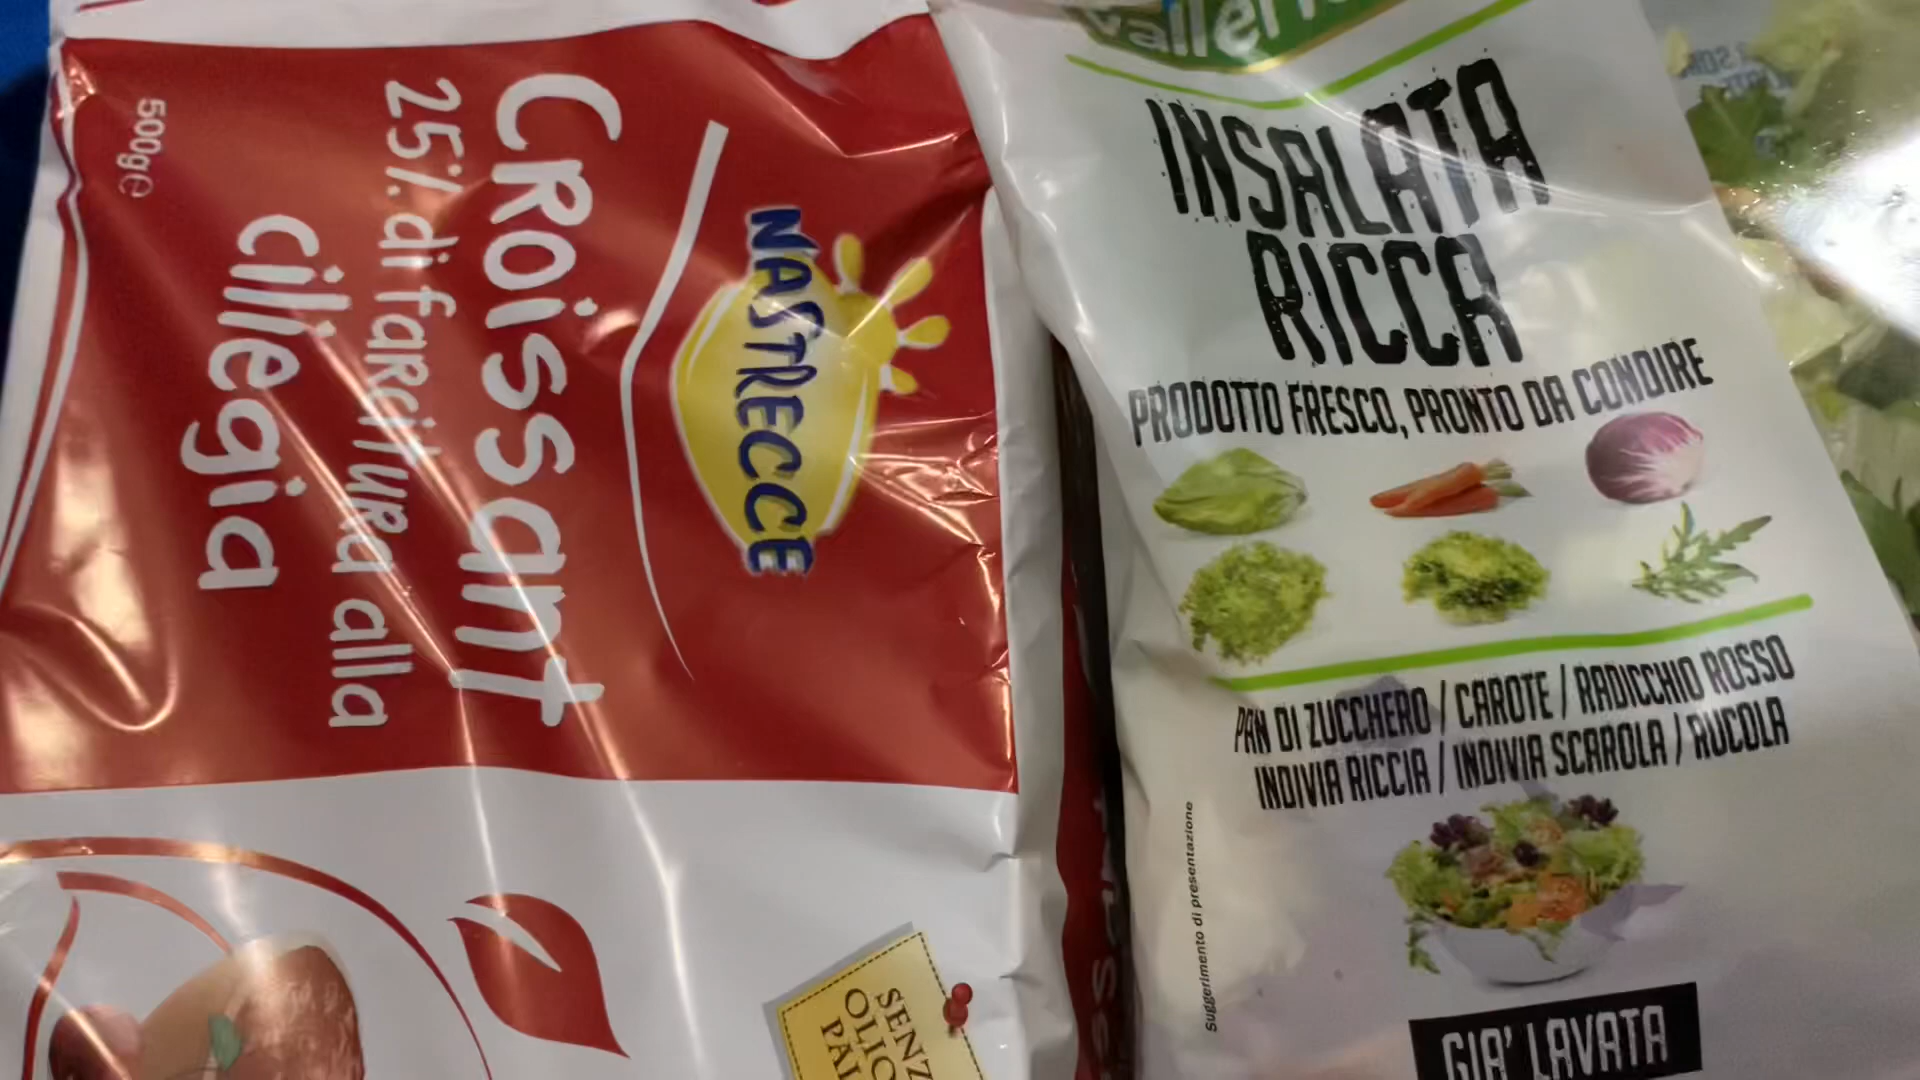 NASTRECCE
Croissant
25% di farcitura alla
ciliegia
500g e
SENZ
OLIO
INSALATA
RICCA
PRODOTTO FRESCO, PRONTO DA CONDIRE
PAN DI ZUCCHERO / CAROTE / RADICCHIO ROSSO
INDIVIA RICCIA / INDIVIA SCAROLA / RUCOLA
Suggerimento di presentazione
GIA' LAVATA